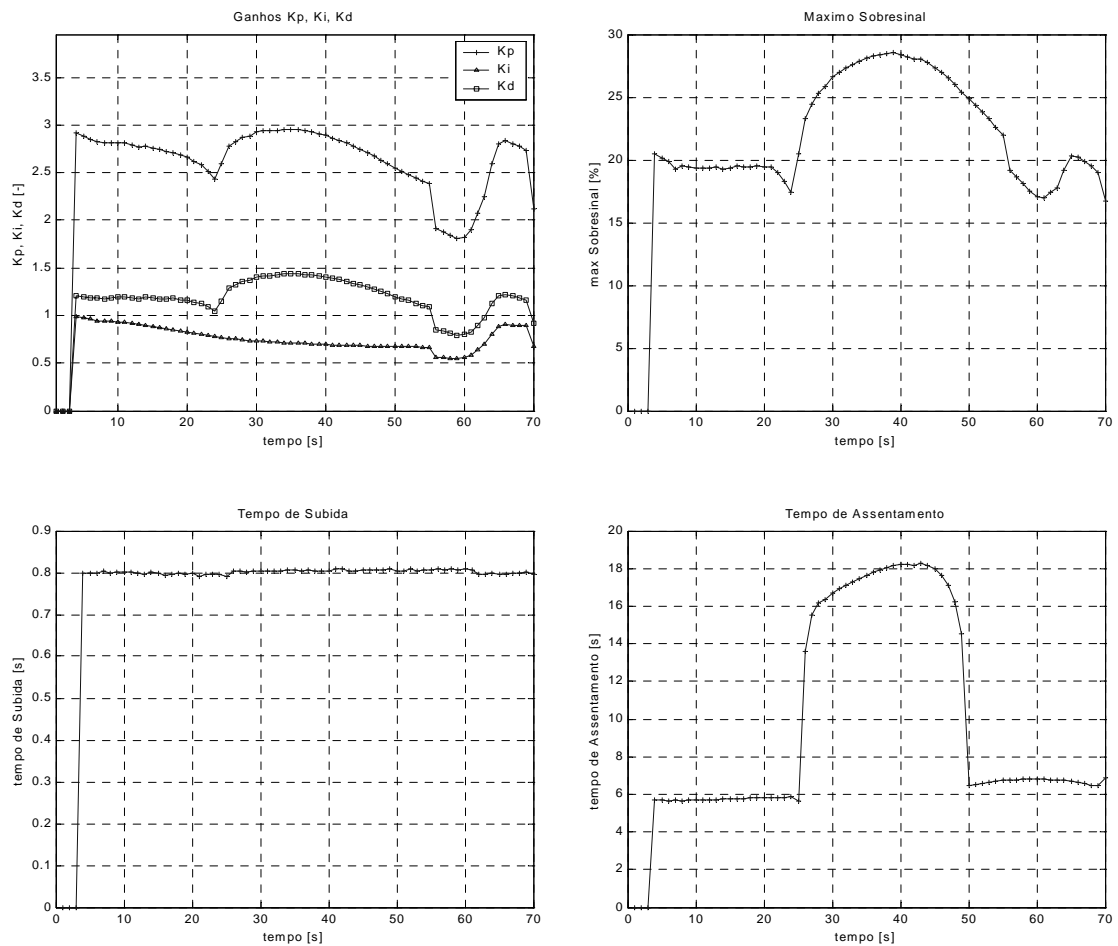 Ganhos Kp, Ki, Kd
Kp
Ki
Kd
3.5
3
2.5
2
1.5
1
0.5
0
10 20 30 40 50 60 70
tempo [s]
Kp, Ki, Kd [-]
Maximo Sobresinal
30
25
20
15
10
5
0
0 10 20 30 40 50 60 70
tempo [s]
max Sobresinal [%]
Tempo de Subida
0.9
0.8
0.7
0.6
0.5
0.4
0.3
0.2
0.1
0
0 10 20 30 40 50 60 70
tempo [s]
tempo de Subida [s]
Tempo de Assentamento
20
18
16
14
12
10
8
6
4
2
0
0 10 20 30 40 50 60 70
tempo [s]
tempo de Assentamento [s]